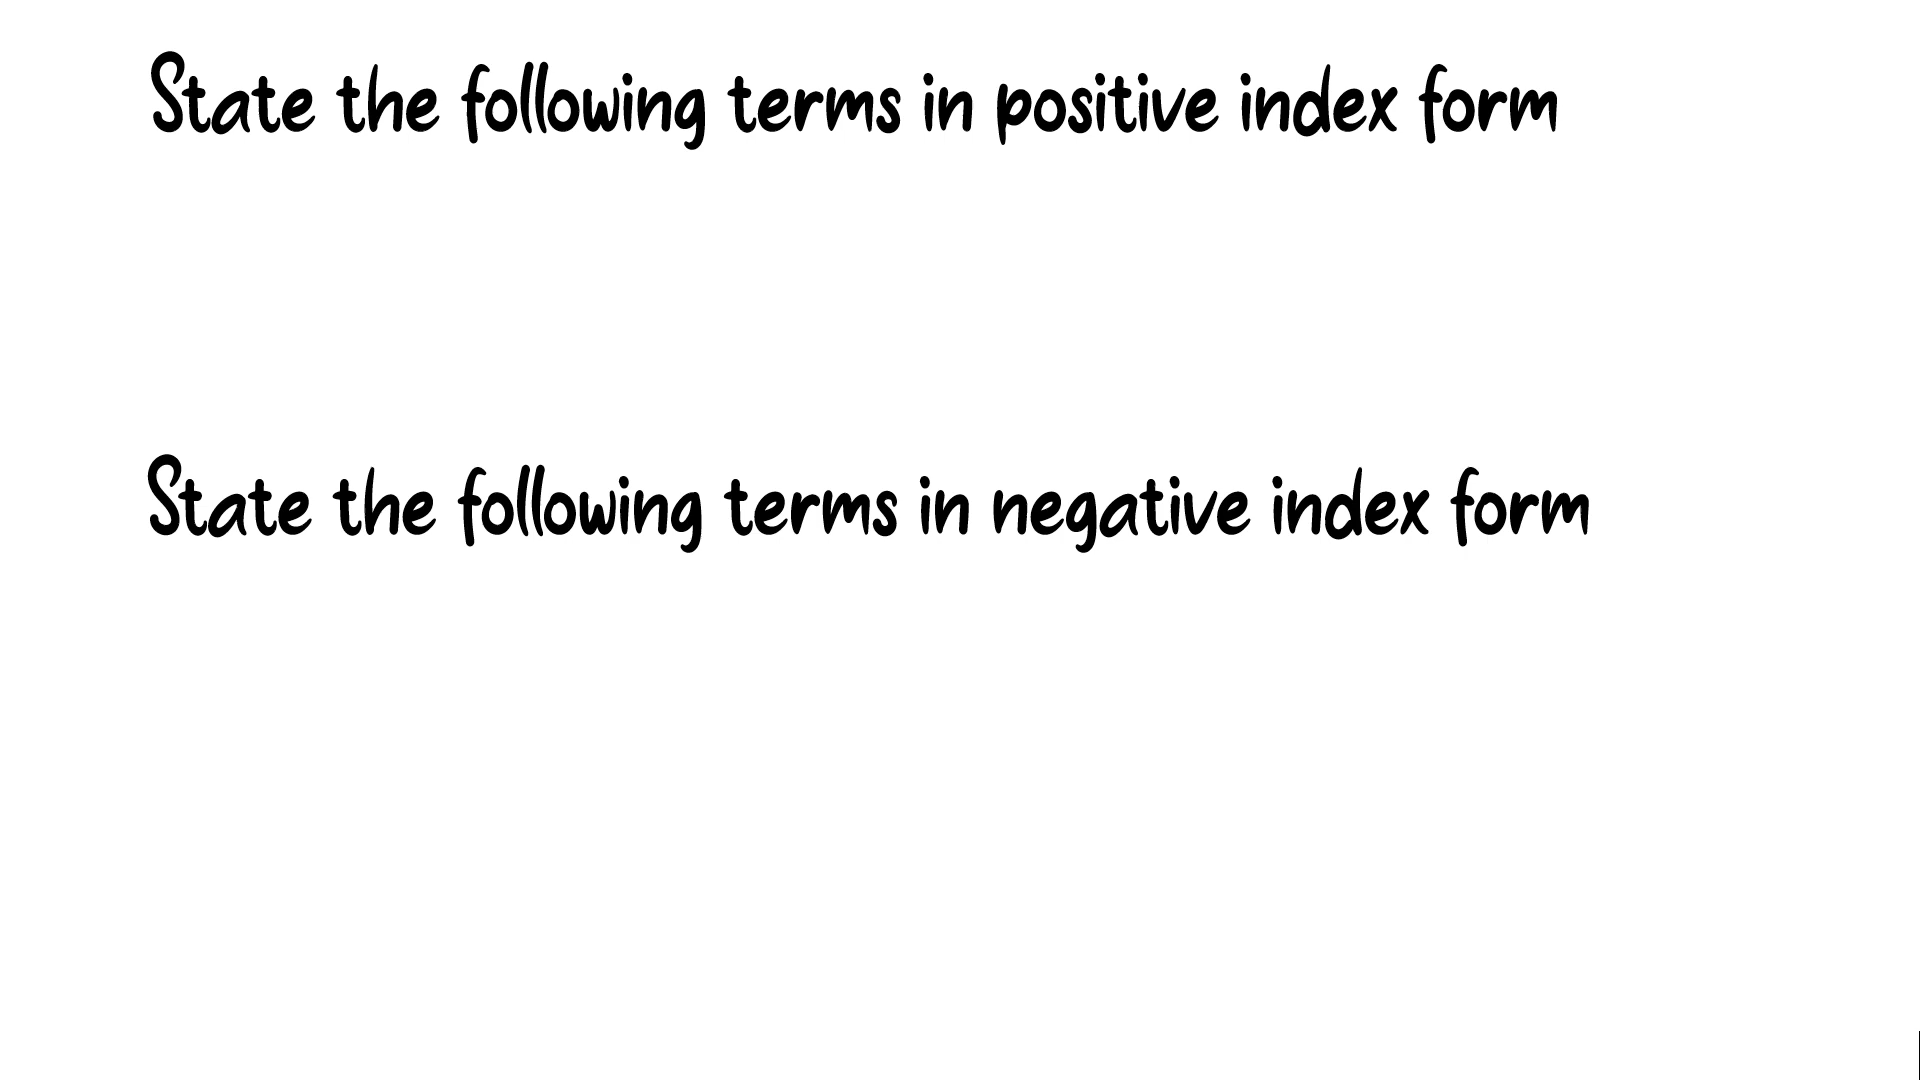 State the following terms in positive index form
State the following terms in negative index form